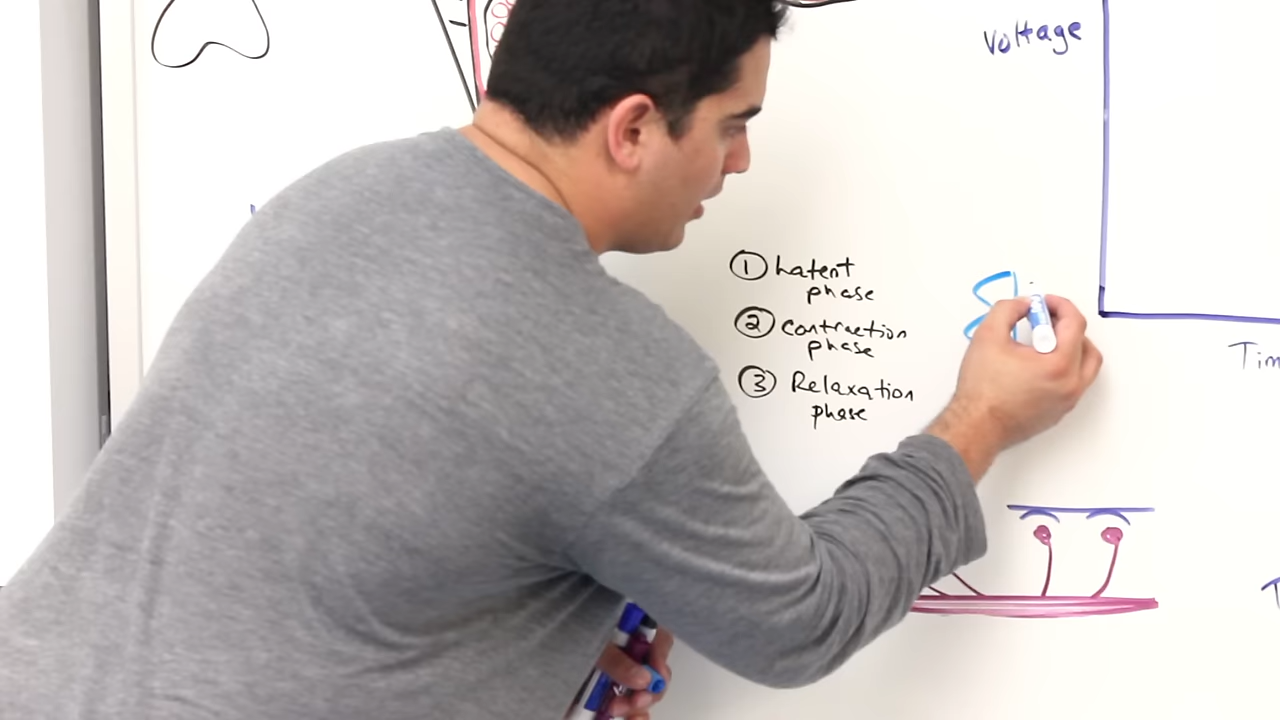 Voltage
① Latent
phase
② Contraction
phase
③ Relaxation
phase
Tim